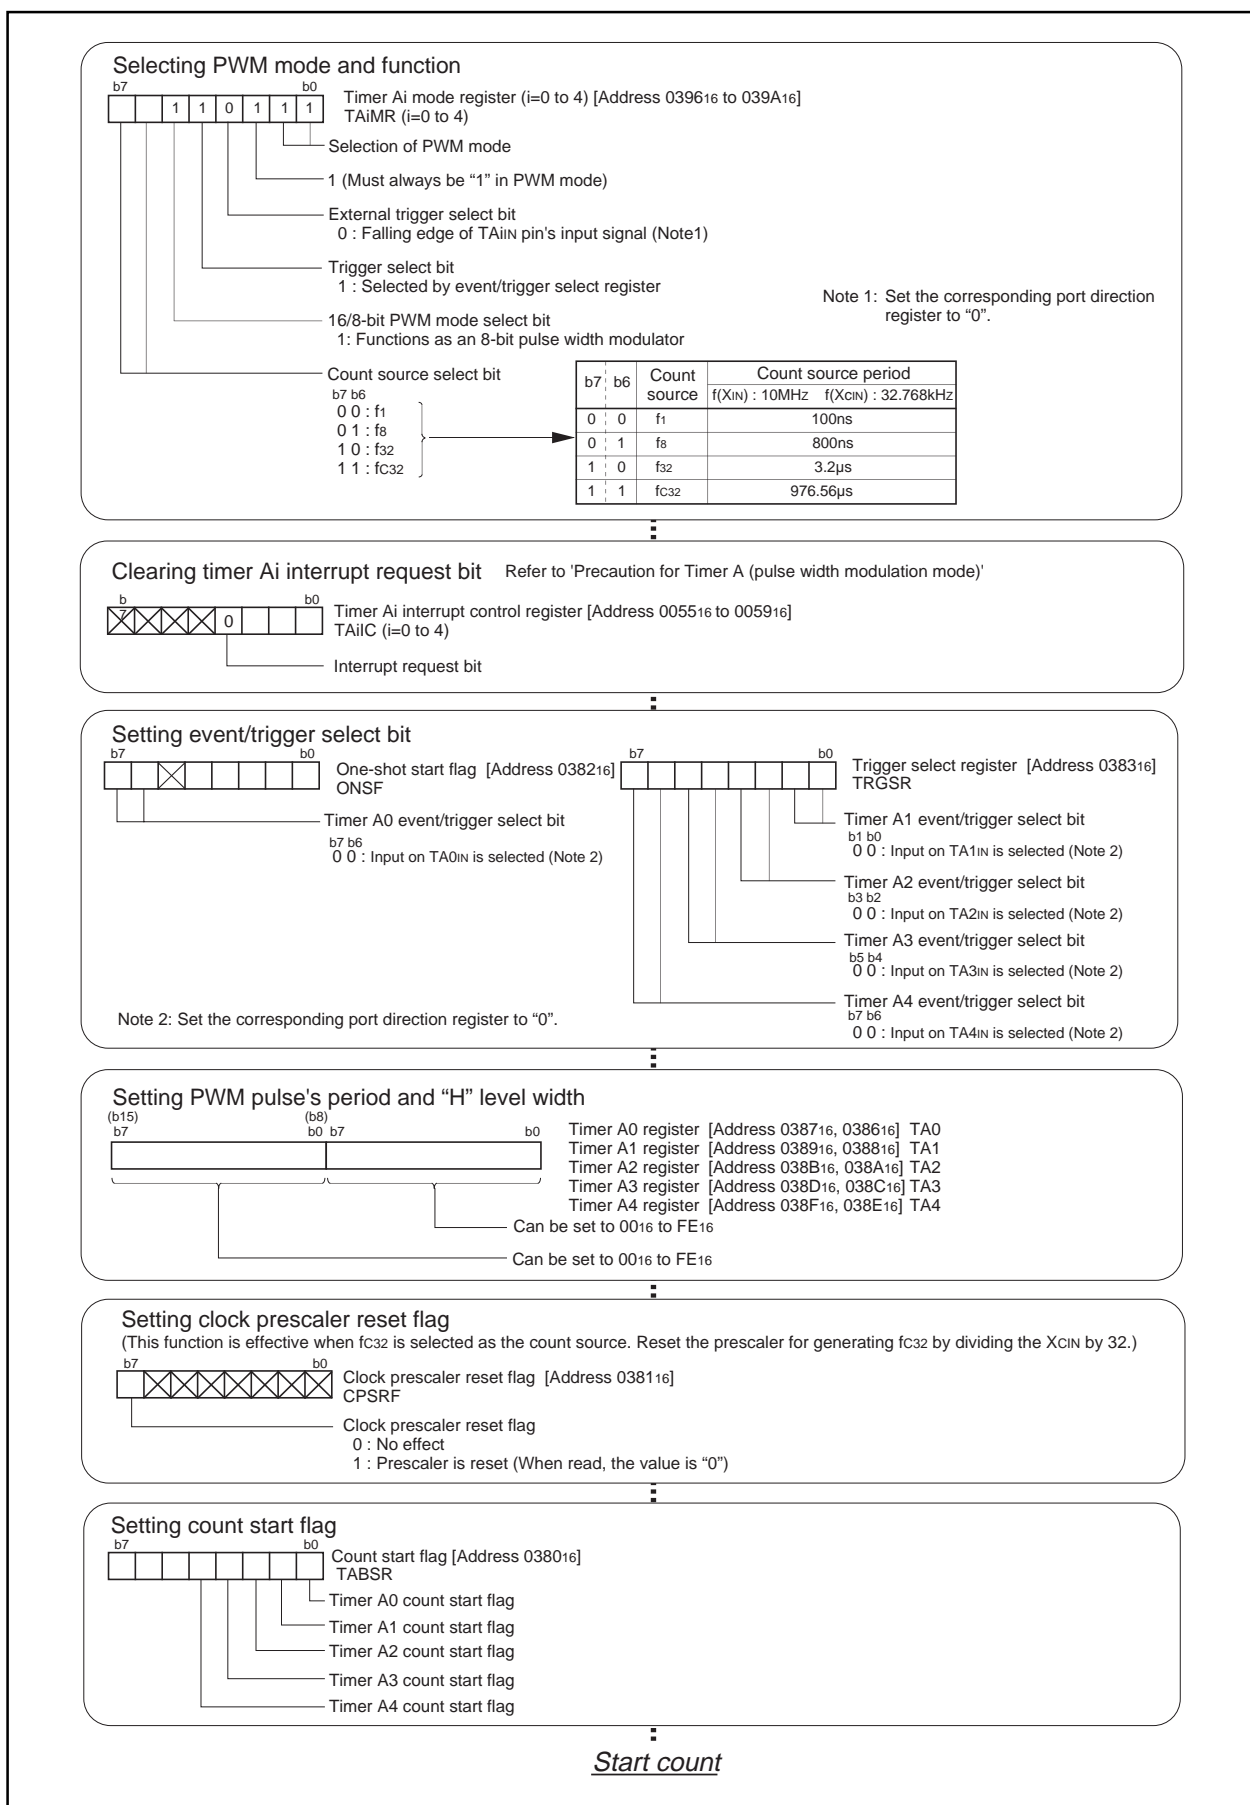 Selecting PWM mode and function
b7 b0
1 1 0 1 1 1
Timer Ai mode register (i=0 to 4) [Address 039616 to 039A16]
TAiMR (i=0 to 4)
Selection of PWM mode
1 (Must always be “1” in PWM mode)
External trigger select bit
0 : Falling edge of TAiIN pin's input signal (Note1)
Trigger select bit
1 : Selected by event/trigger select register
Note 1: Set the corresponding port direction
register to “0”.
16/8-bit PWM mode select bit
1: Functions as an 8-bit pulse width modulator
Count source select bit
b7 b6
0 0 : f1
0 1 : f8
1 0 : f32
1 1 : fC32
b7 b6 Count source Count source period
f(XIN) : 10MHz f(XCIN) : 32.768kHz
0 0 f1 100ns
0 1 f8 800ns
1 0 f32 3.2µs
1 1 fC32 976.56µs
Clearing timer Ai interrupt request bit Refer to 'Precaution for Timer A (pulse width modulation mode)'
b7 b0
0
Timer Ai interrupt control register [Address 005516 to 005916]
TAiIC (i=0 to 4)
Interrupt request bit
Setting event/trigger select bit
b7 b0
One-shot start flag [Address 038216]
ONSF
Timer A0 event/trigger select bit
b7 b6
0 0 : Input on TA0IN is selected (Note 2)
b7 b0
Trigger select register [Address 038316]
TRGSR
Timer A1 event/trigger select bit
b1 b0
0 0 : Input on TA1IN is selected (Note 2)
Timer A2 event/trigger select bit
b3 b2
0 0 : Input on TA2IN is selected (Note 2)
Timer A3 event/trigger select bit
b5 b4
0 0 : Input on TA3IN is selected (Note 2)
Timer A4 event/trigger select bit
b7 b6
0 0 : Input on TA4IN is selected (Note 2)
Note 2: Set the corresponding port direction register to “0”.
Setting PWM pulse's period and “H” level width
(b15) (b8)
b7 b0 b7 b0
Timer A0 register [Address 038716, 038616] TA0
Timer A1 register [Address 038916, 038816] TA1
Timer A2 register [Address 038B16, 038A16] TA2
Timer A3 register [Address 038D16, 038C16] TA3
Timer A4 register [Address 038F16, 038E16] TA4
Can be set to 0016 to FE16
Can be set to 0016 to FE16
Setting clock prescaler reset flag
(This function is effective when fC32 is selected as the count source. Reset the prescaler for generating fC32 by dividing the XCIN by 32.)
b7 b0
Clock prescaler reset flag [Address 038116]
CPSRF
Clock prescaler reset flag
0 : No effect
1 : Prescaler is reset (When read, the value is “0”)
Setting count start flag
b7 b0
Count start flag [Address 038016]
TABSR
Timer A0 count start flag
Timer A1 count start flag
Timer A2 count start flag
Timer A3 count start flag
Timer A4 count start flag
Start count